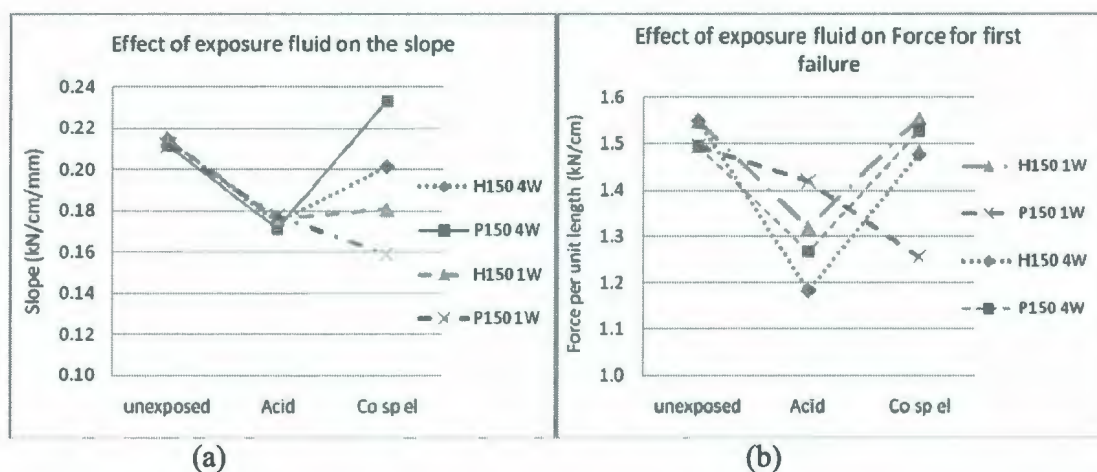 Effect of exposure fluid on the slope
0.24
0.22
0.20
0.18
0.16
0.14
0.12
0.10
Slope (kN/cm/mm)
unexposed Acid Co sp el
H150 4W
P150 4W
H150 1W
P150 1W
(a)
Effect of exposure fluid on Force for first
failure
1.6
1.5
1.4
1.3
1.2
1.1
1.0
Force per unit length (kN/cm)
unexposed Acid Co sp el
H150 1W
P150 1W
H150 4W
P150 4W
(b)